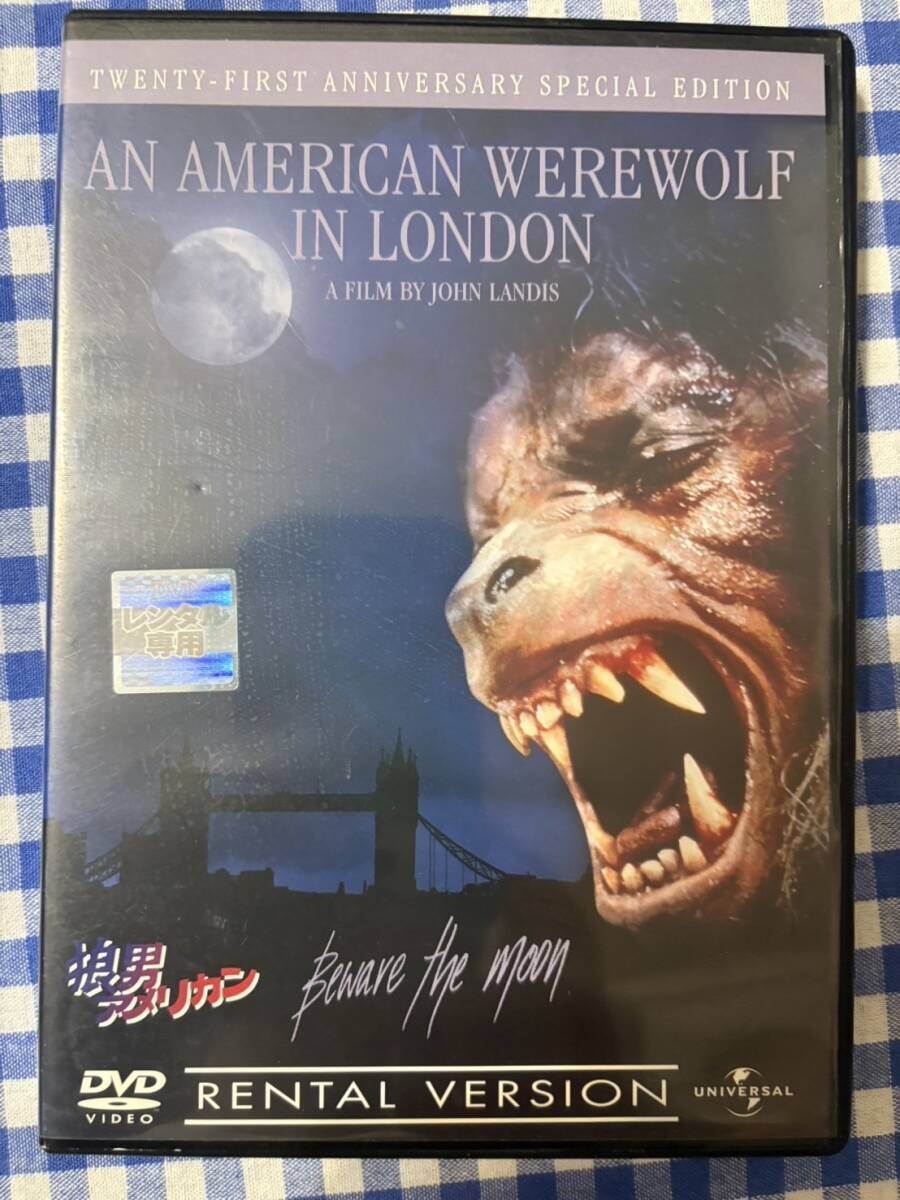 TWENTY-FIRST ANNIVERSARY SPECIAL EDITION
AN AMERICAN WEREWOLF
IN LONDON
A FILM BY JOHN LANDIS
レンタル
専用
狼男
アメリカン
Beware the moon
DVD
VIDEO
RENTAL VERSION
UNIVERSAL